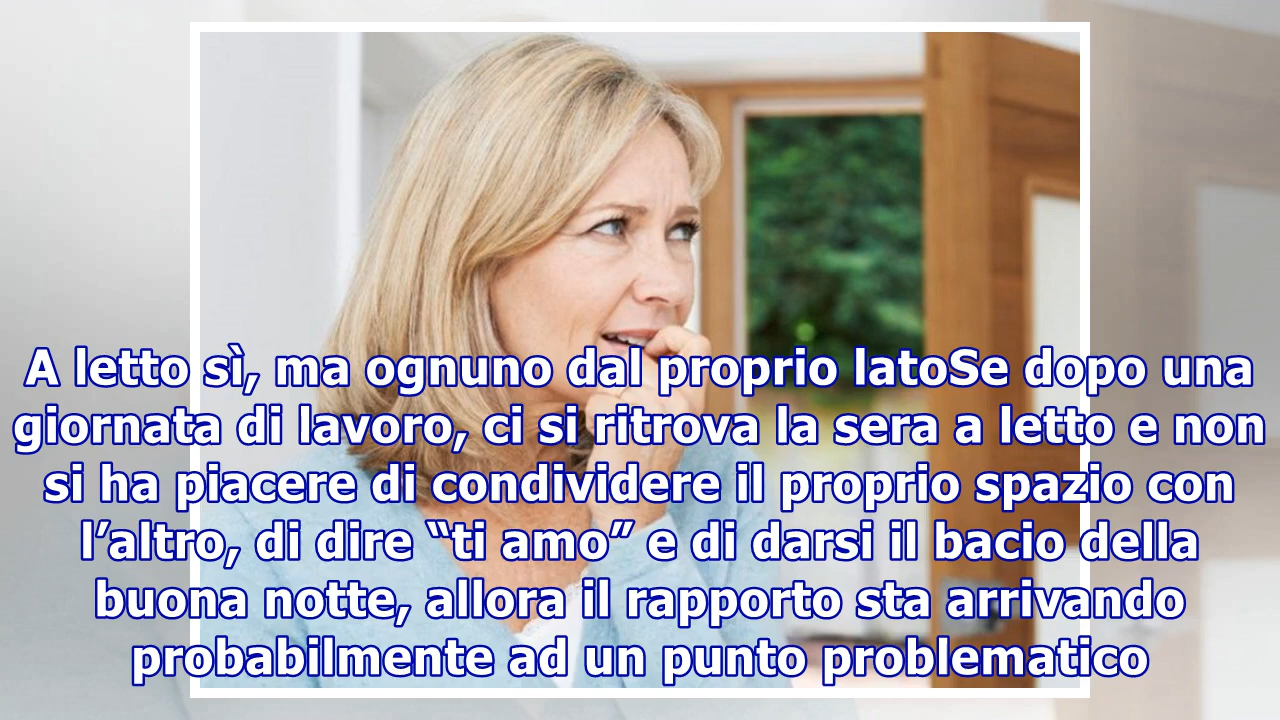 A letto sì, ma ognuno dal proprio latoSe dopo una
giornata di lavoro, ci si ritrova la sera a letto e non
si ha piacere di condividere il proprio spazio con
l’altro, di dire “ti amo” e di darsi il bacio della
buona notte, allora il rapporto sta arrivando
probabilmente ad un punto problematico